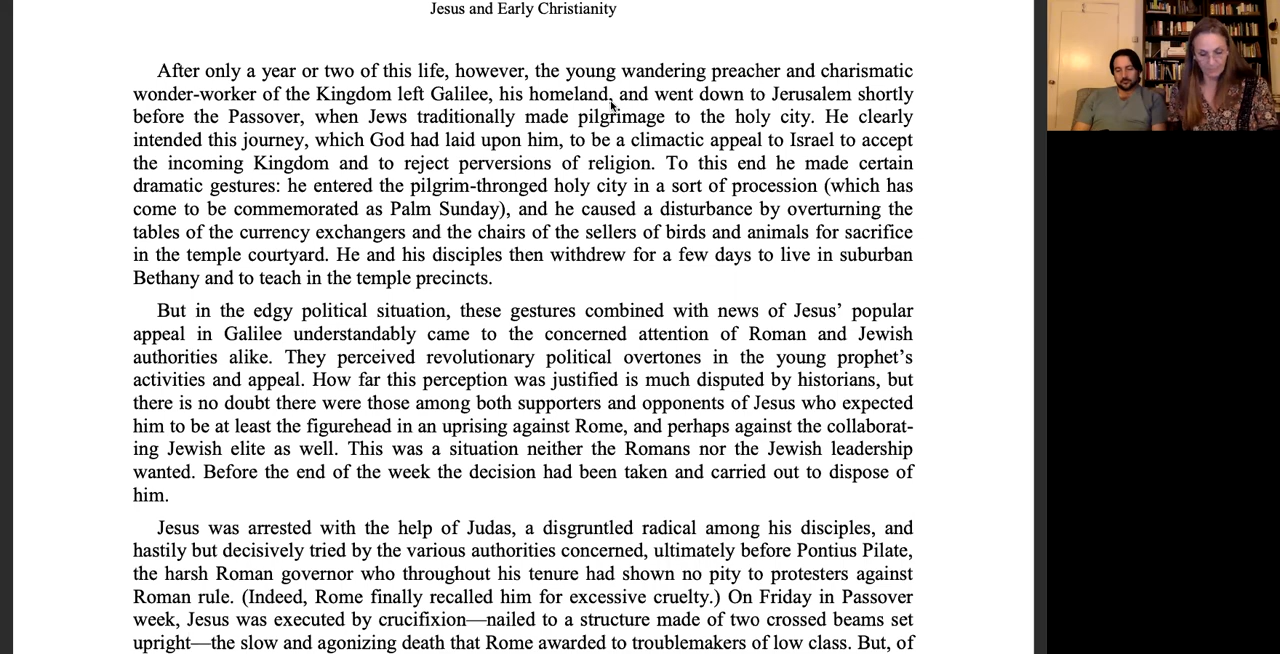 Jesus and Early Christianity
After only a year or two of this life, however, the young wandering preacher and charismatic
wonder-worker of the Kingdom left Galilee, his homeland, and went down to Jerusalem shortly
before the Passover, when Jews traditionally made pilgrimage to the holy city. He clearly
intended this journey, which God had laid upon him, to be a climactic appeal to Israel to accept
the incoming Kingdom and to reject perversions of religion. To this end he made certain
dramatic gestures: he entered the pilgrim-thronged holy city in a sort of procession (which has
come to be commemorated as Palm Sunday), and he caused a disturbance by overturning the
tables of the currency exchangers and the chairs of the sellers of birds and animals for sacrifice
in the temple courtyard. He and his disciples then withdrew for a few days to live in suburban
Bethany and to teach in the temple precincts.
But in the edgy political situation, these gestures combined with news of Jesus’ popular
appeal in Galilee understandably came to the concerned attention of Roman and Jewish
authorities alike. They perceived revolutionary political overtones in the young prophet’s
activities and appeal. How far this perception was justified is much disputed by historians, but
there is no doubt there were those among both supporters and opponents of Jesus who expected
him to be at least the figurehead in an uprising against Rome, and perhaps against the collaborat-
ing Jewish elite as well. This was a situation neither the Romans nor the Jewish leadership
wanted. Before the end of the week the decision had been taken and carried out to dispose of
him.
Jesus was arrested with the help of Judas, a disgruntled radical among his disciples, and
hastily but decisively tried by the various authorities concerned, ultimately before Pontius Pilate,
the harsh Roman governor who throughout his tenure had shown no pity to protesters against
Roman rule. (Indeed, Rome finally recalled him for excessive cruelty.) On Friday in Passover
week, Jesus was executed by crucifixion—nailed to a structure made of two crossed beams set
upright—the slow and agonizing death that Rome awarded to troublemakers of low class. But, of